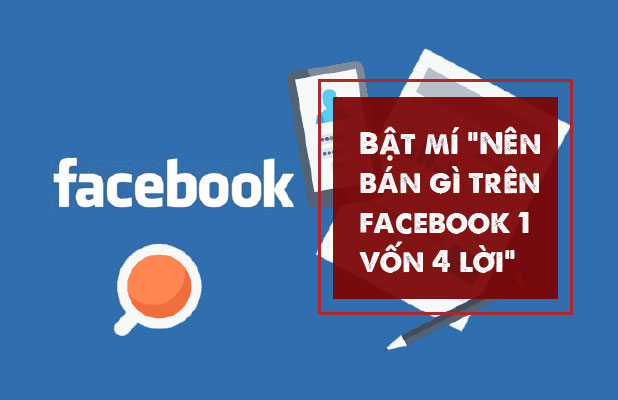 facebook
BẬT MÍ "NÊN
BÁN GÌ TRÊN
FACEBOOK 1
VỐN 4 LỜI"